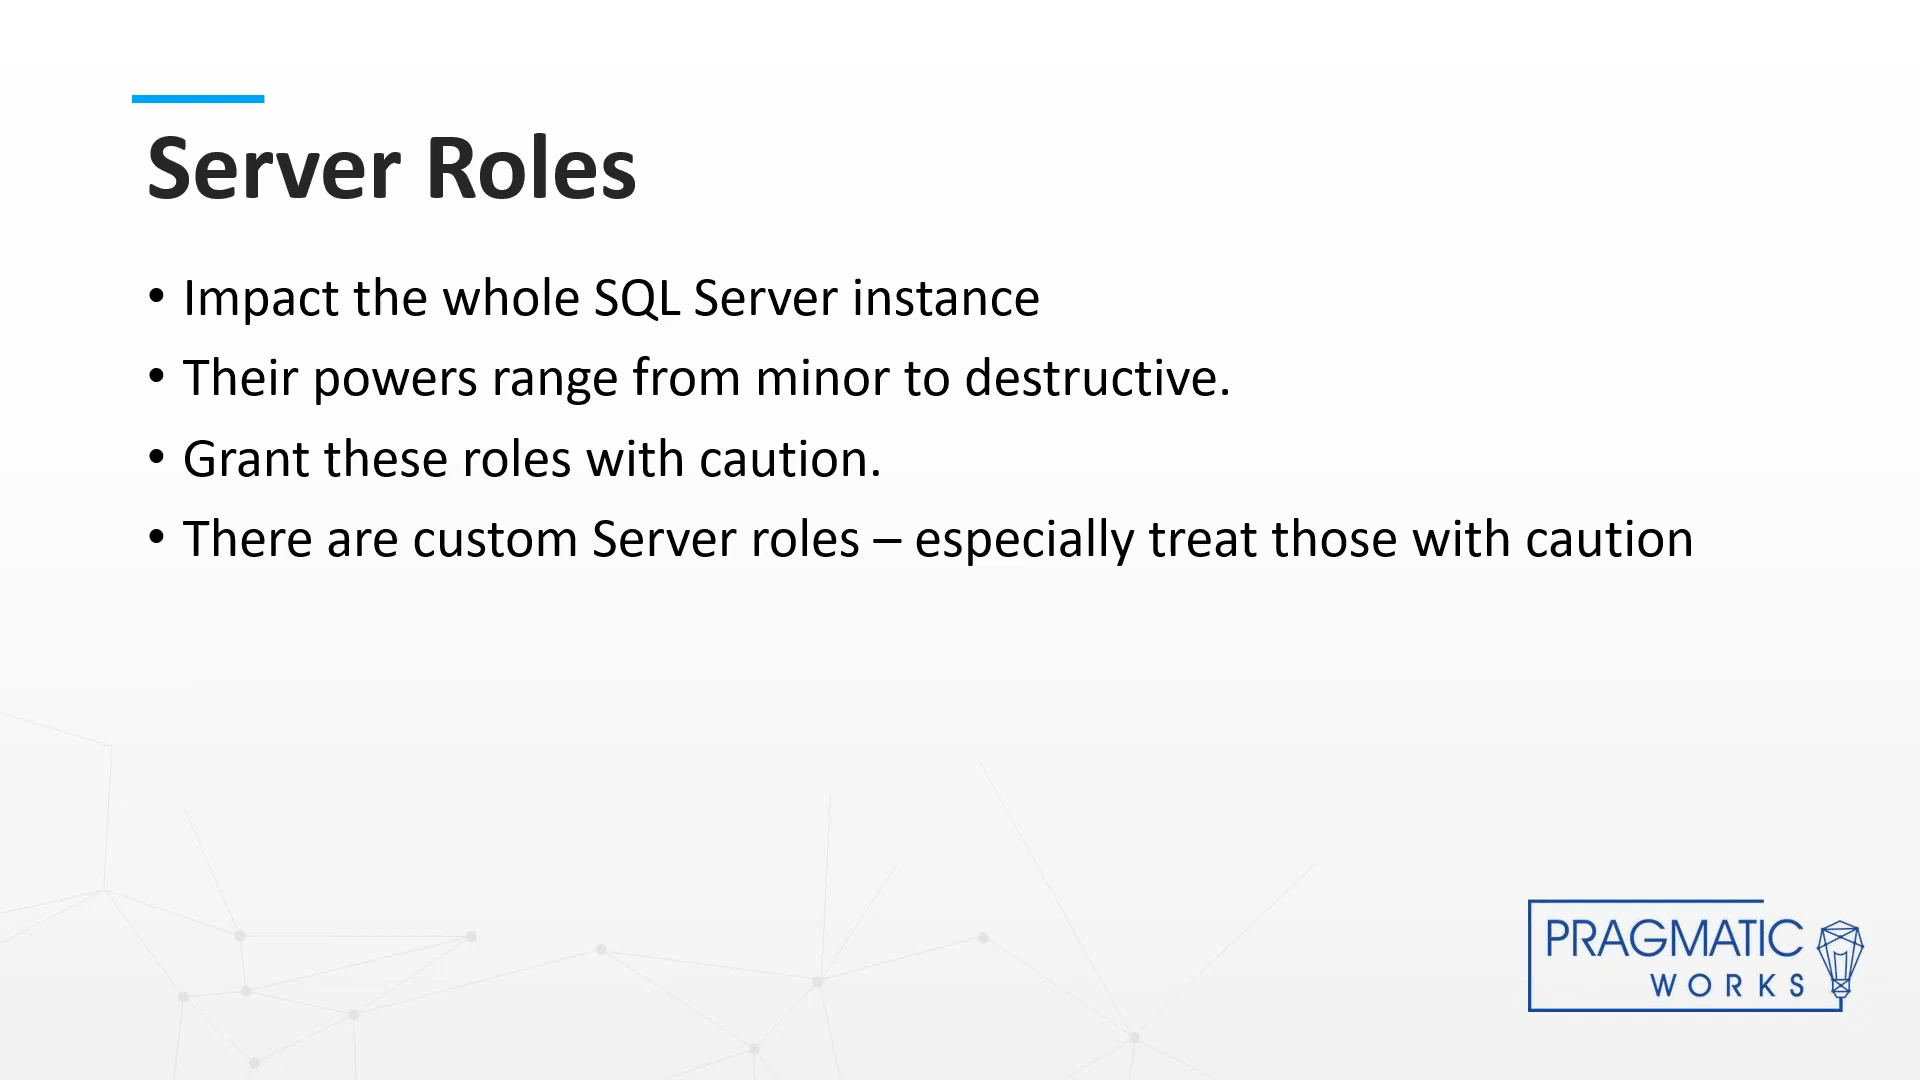 Server Roles
• Impact the whole SQL Server instance
• Their powers range from minor to destructive.
• Grant these roles with caution.
• There are custom Server roles – especially treat those with caution
PRAGMATIC
WORKS